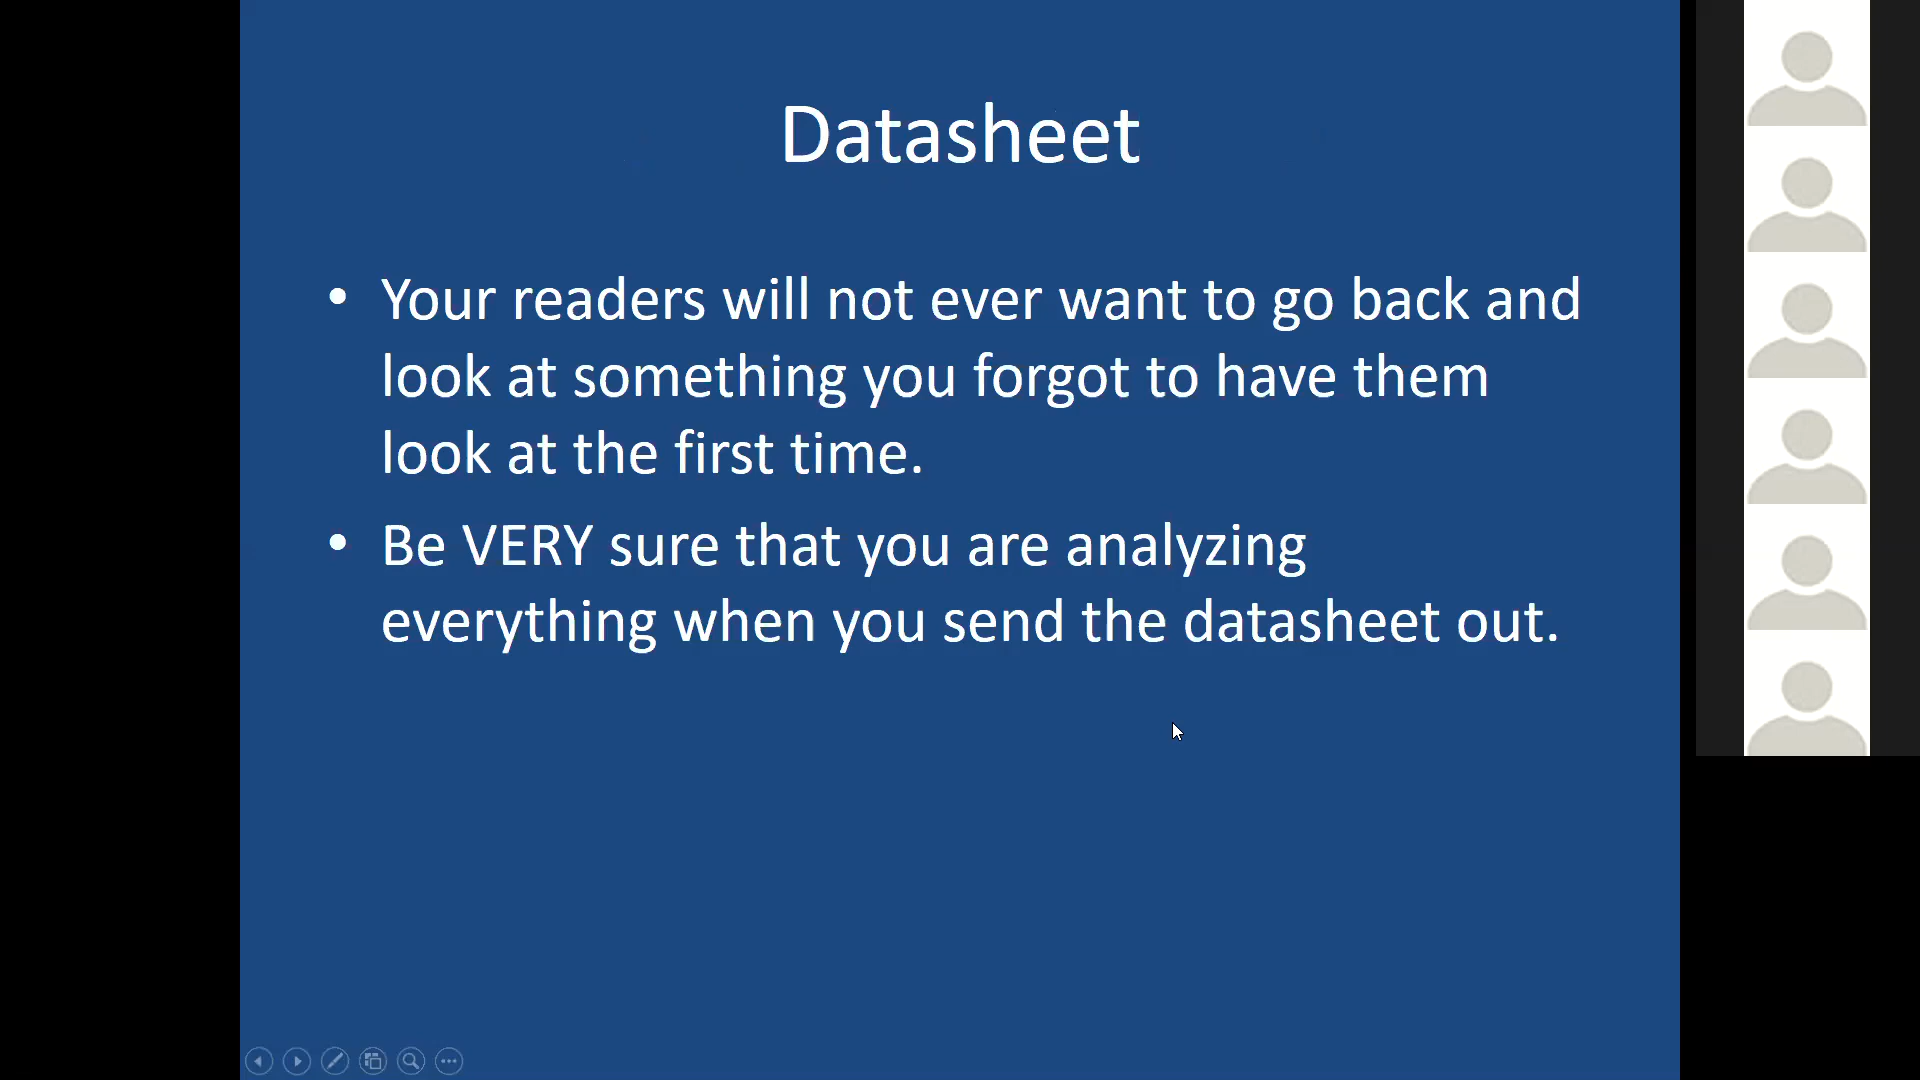 Datasheet
• Your readers will not ever want to go back and
look at something you forgot to have them
look at the first time.
• Be VERY sure that you are analyzing
everything when you send the datasheet out.